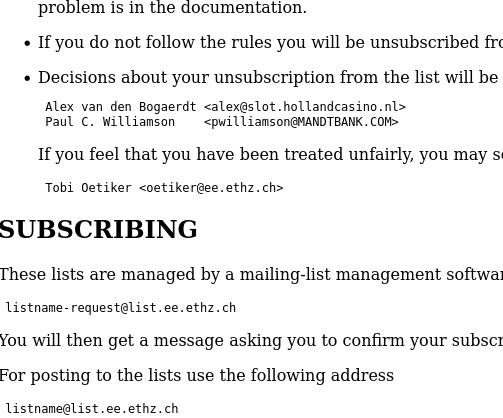 problem is in the documentation.
• If you do not follow the rules you will be unsubscribed
• Decisions about your unsubscription from the list will be
Alex van den Bogaerdt <alex@slot.hollandcasino.nl>
Paul C. Williamson <pwilliamson@MANDTBANK.COM>
If you feel that you have been treated unfairly, you may
Tobi Oetiker <oetiker@ee.ethz.ch>
SUBSCRIBING
These lists are managed by a mailing-list management
listname-request@list.ee.ethz.ch
You will then get a message asking you to confirm your
For posting to the lists use the following address
listname@list.ee.ethz.ch